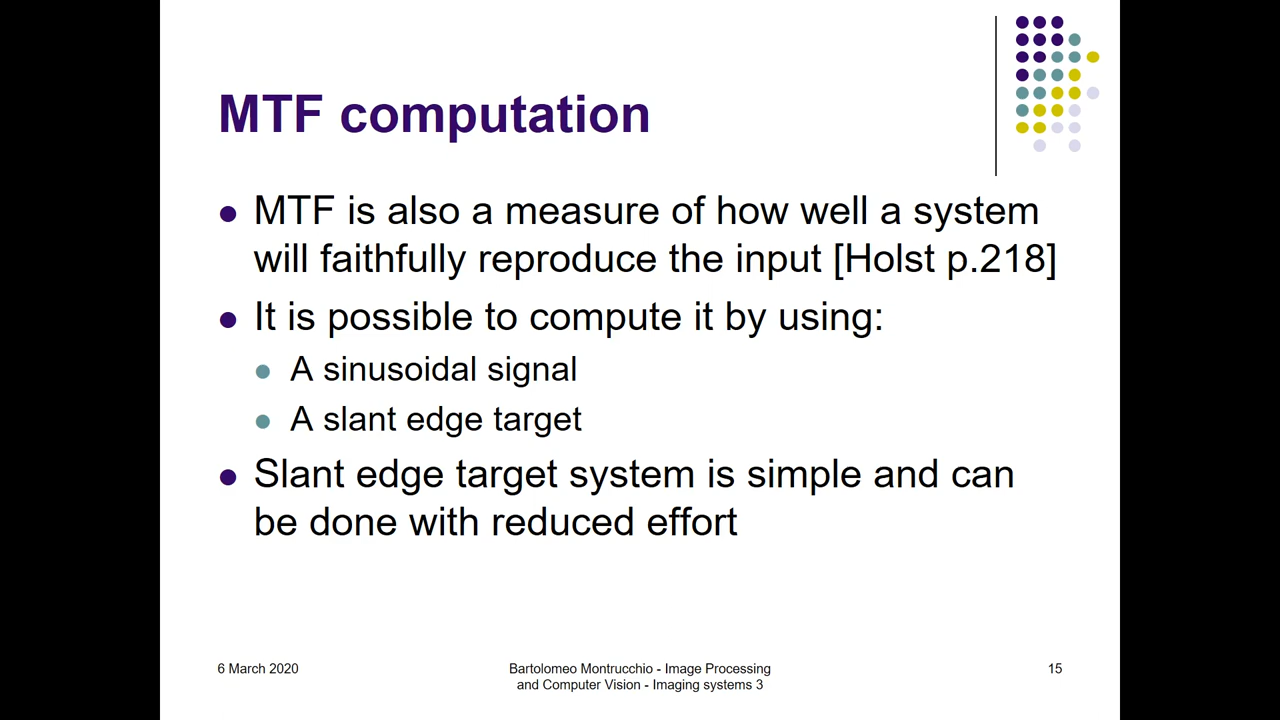 MTF computation
MTF is also a measure of how well a system
will faithfully reproduce the input [Holst p.218]
It is possible to compute it by using:
A sinusoidal signal
A slant edge target
Slant edge target system is simple and can
be done with reduced effort
6 March 2020
Bartolomeo Montrucchio - Image Processing
and Computer Vision - Imaging systems 3
15